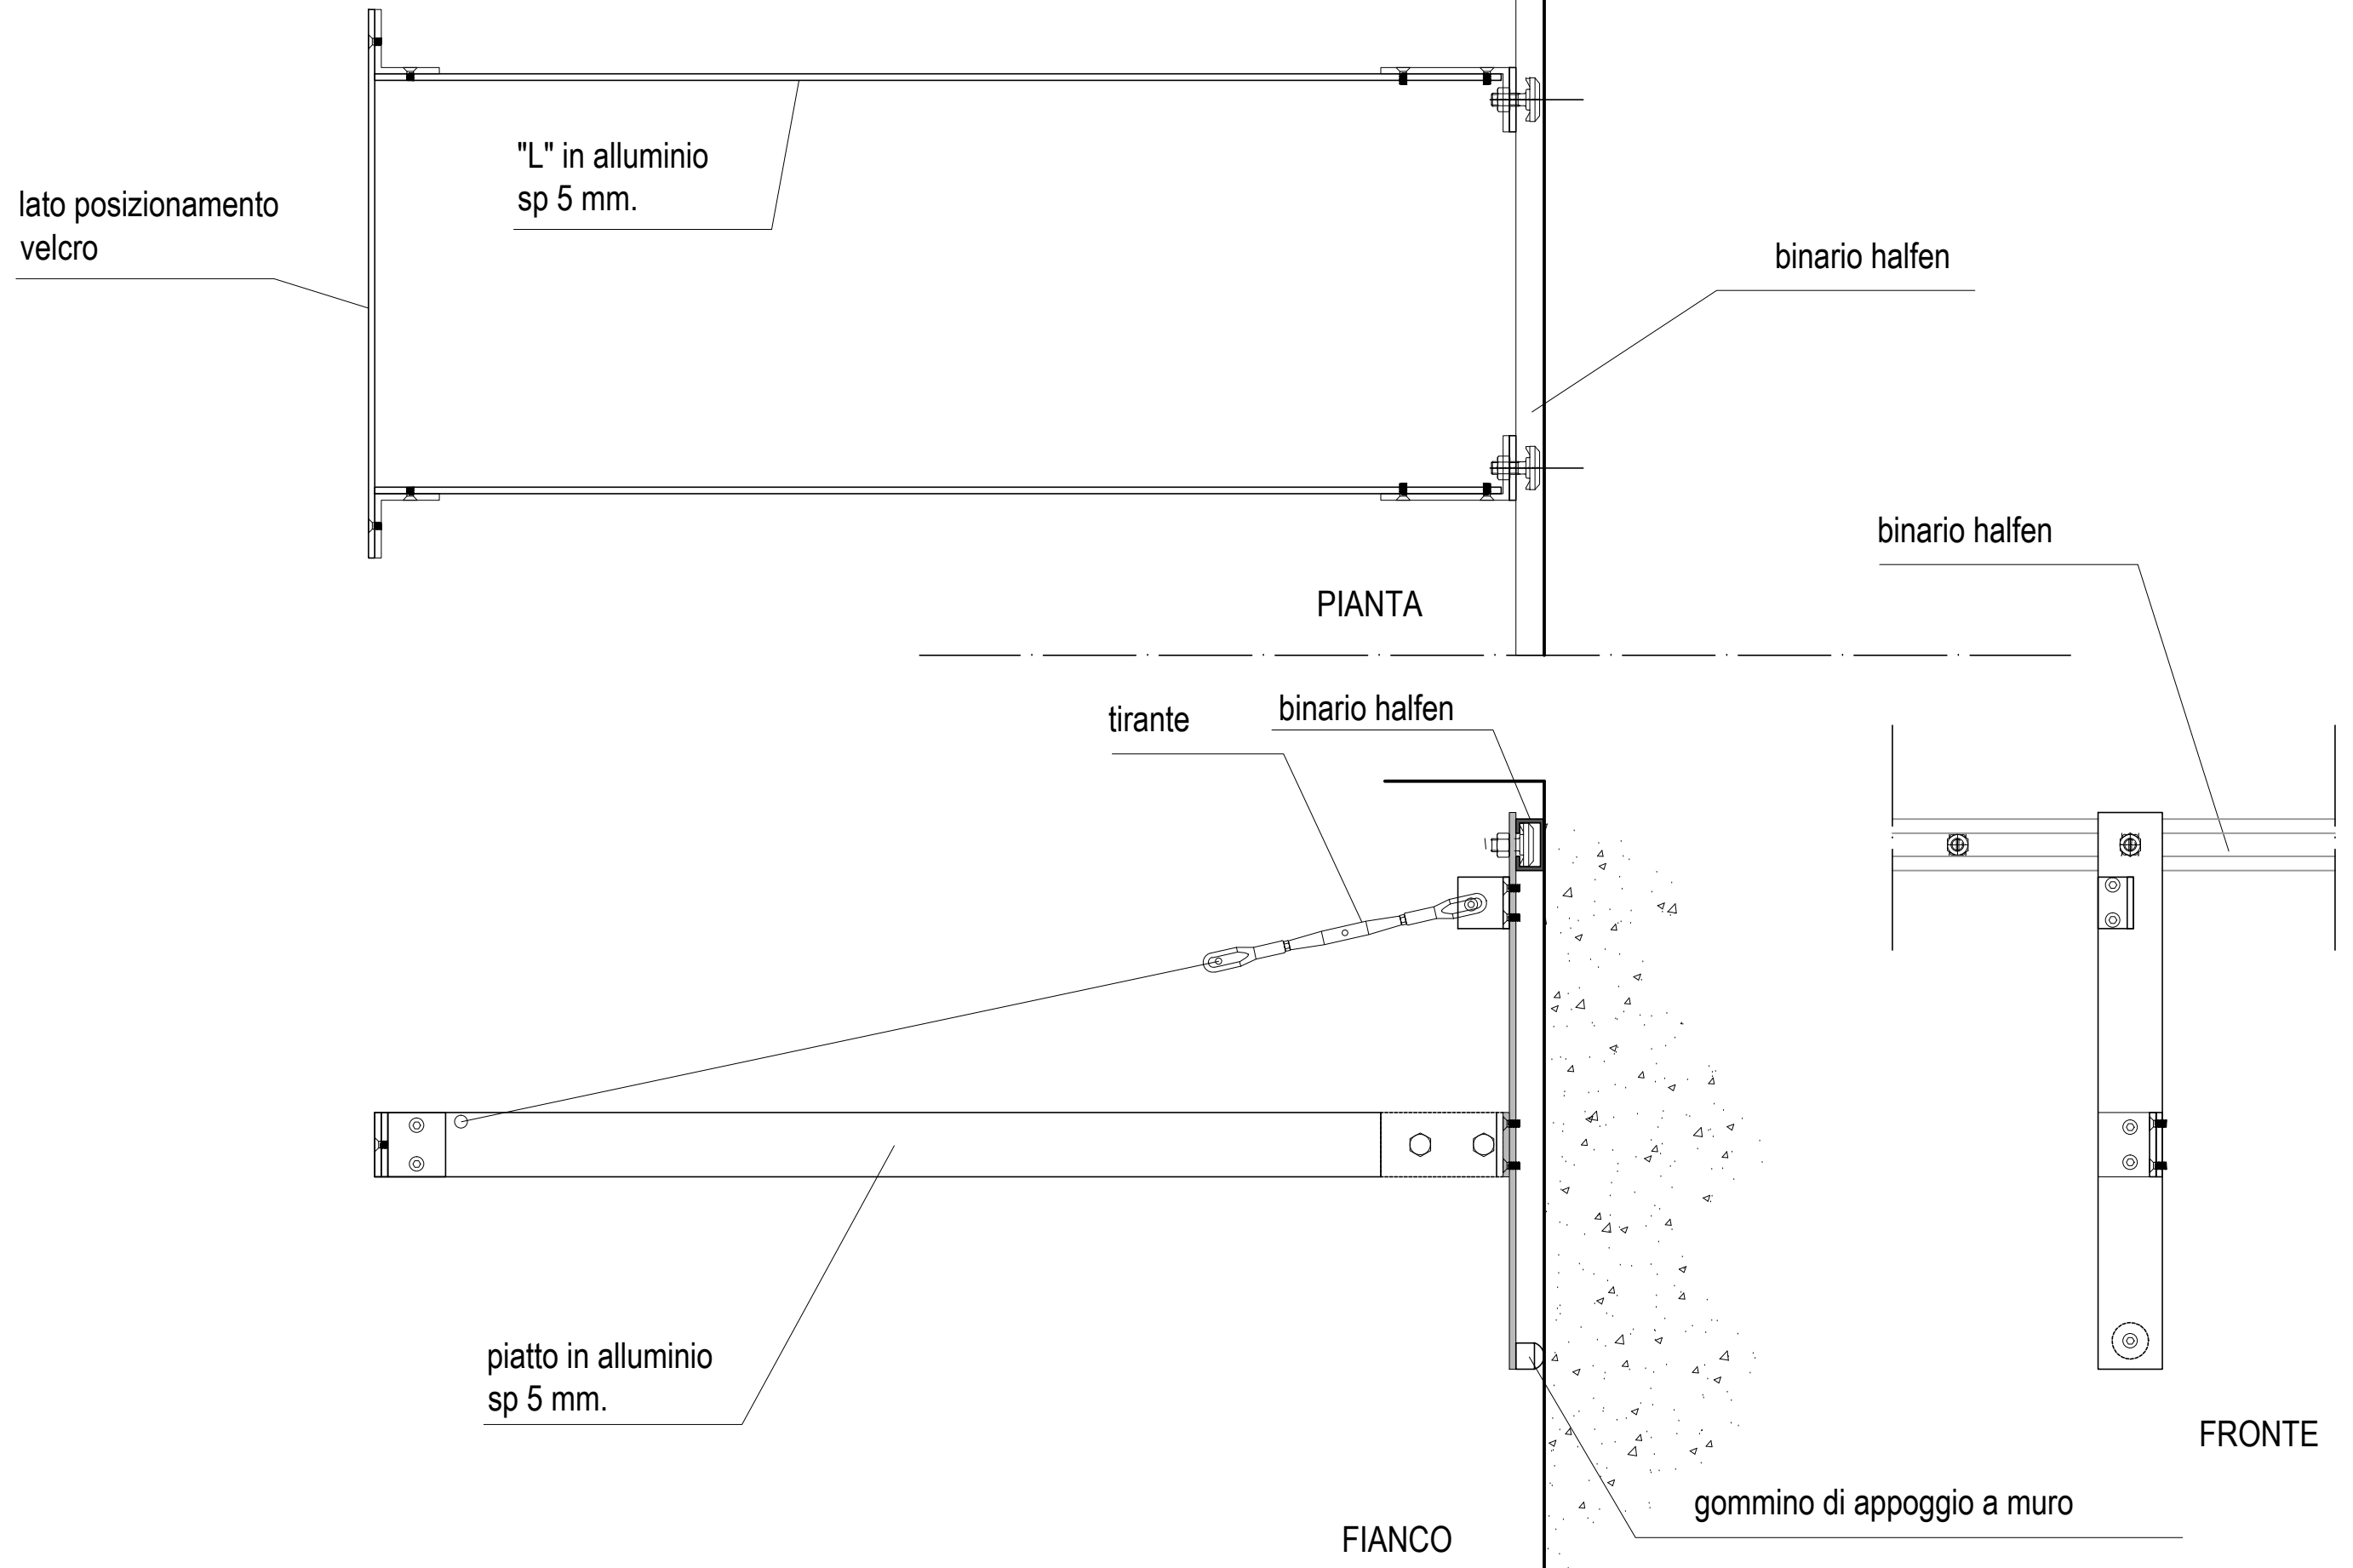 "L" in alluminio
sp 5 mm.
lato posizionamento
velcro
binario halfen
binario halfen
PIANTA
tirante
binario halfen
piatto in alluminio
sp 5 mm.
FRONTE
gommino di appoggio a muro
FIANCO